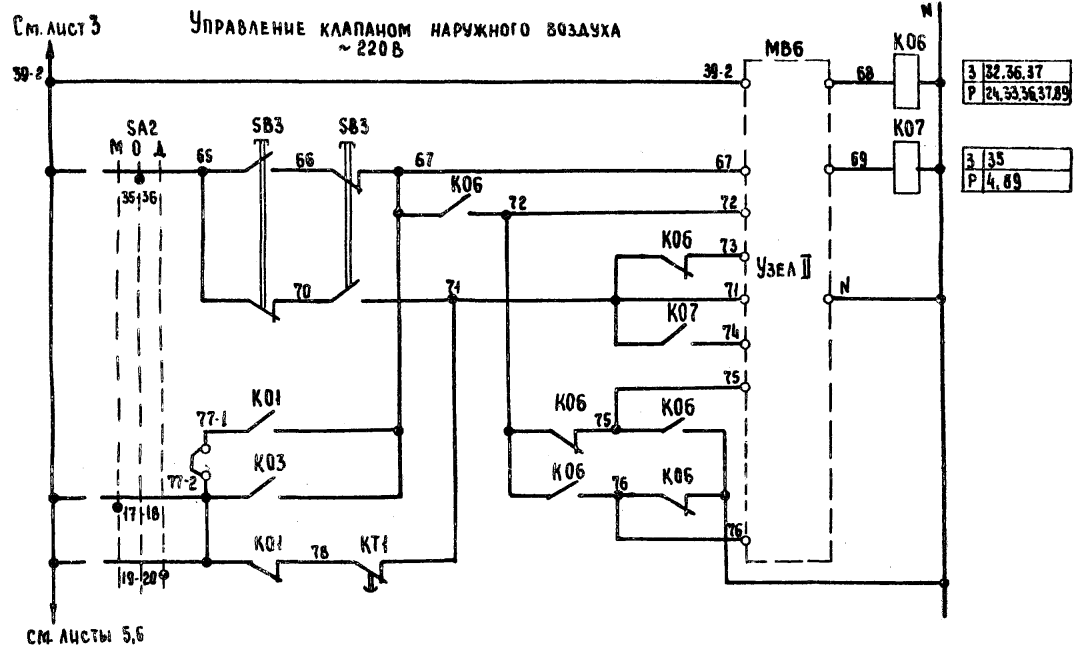 См. лист 3
Управление клапаном наружного воздуха
~ 220 В
N
МВ6
К06
39-2
39-2
68
З 32.36.37
Р 24.33.36.37.89
SA2
М О Д
SB3
SB3
К07
65
66
67
67
69
З 35
Р 4.89
35 36
К06
72
72
К06
73
Узел II
70
71
71
N
К07
74
75
К01
К06
К06
77-1
75
К03
77-2
К06
К06
76
17-18
76
К01
78
КТ1
19-20
См. листы 5,6